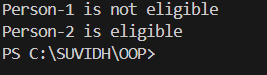 Person-1 is not eligible
Person-2 is eligible
PS C:\SUVIDH\OOP>